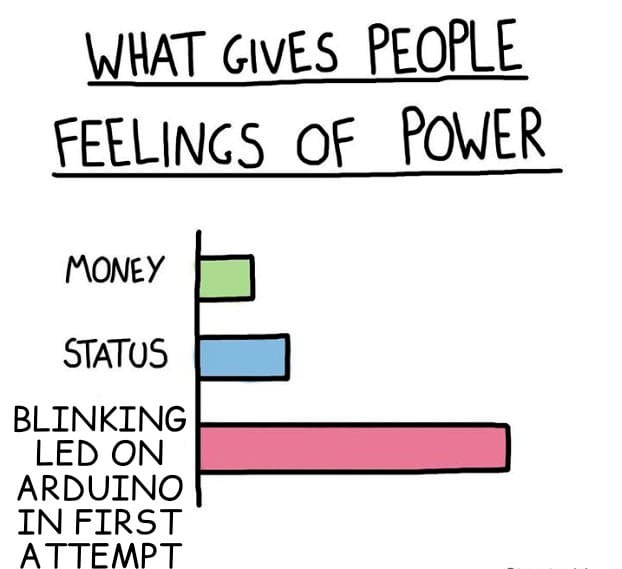 WHAT GIVES PEOPLE
FEELINGS OF POWER
MONEY
STATUS
BLINKING
LED ON
ARDUINO
IN FIRST
ATTEMPT